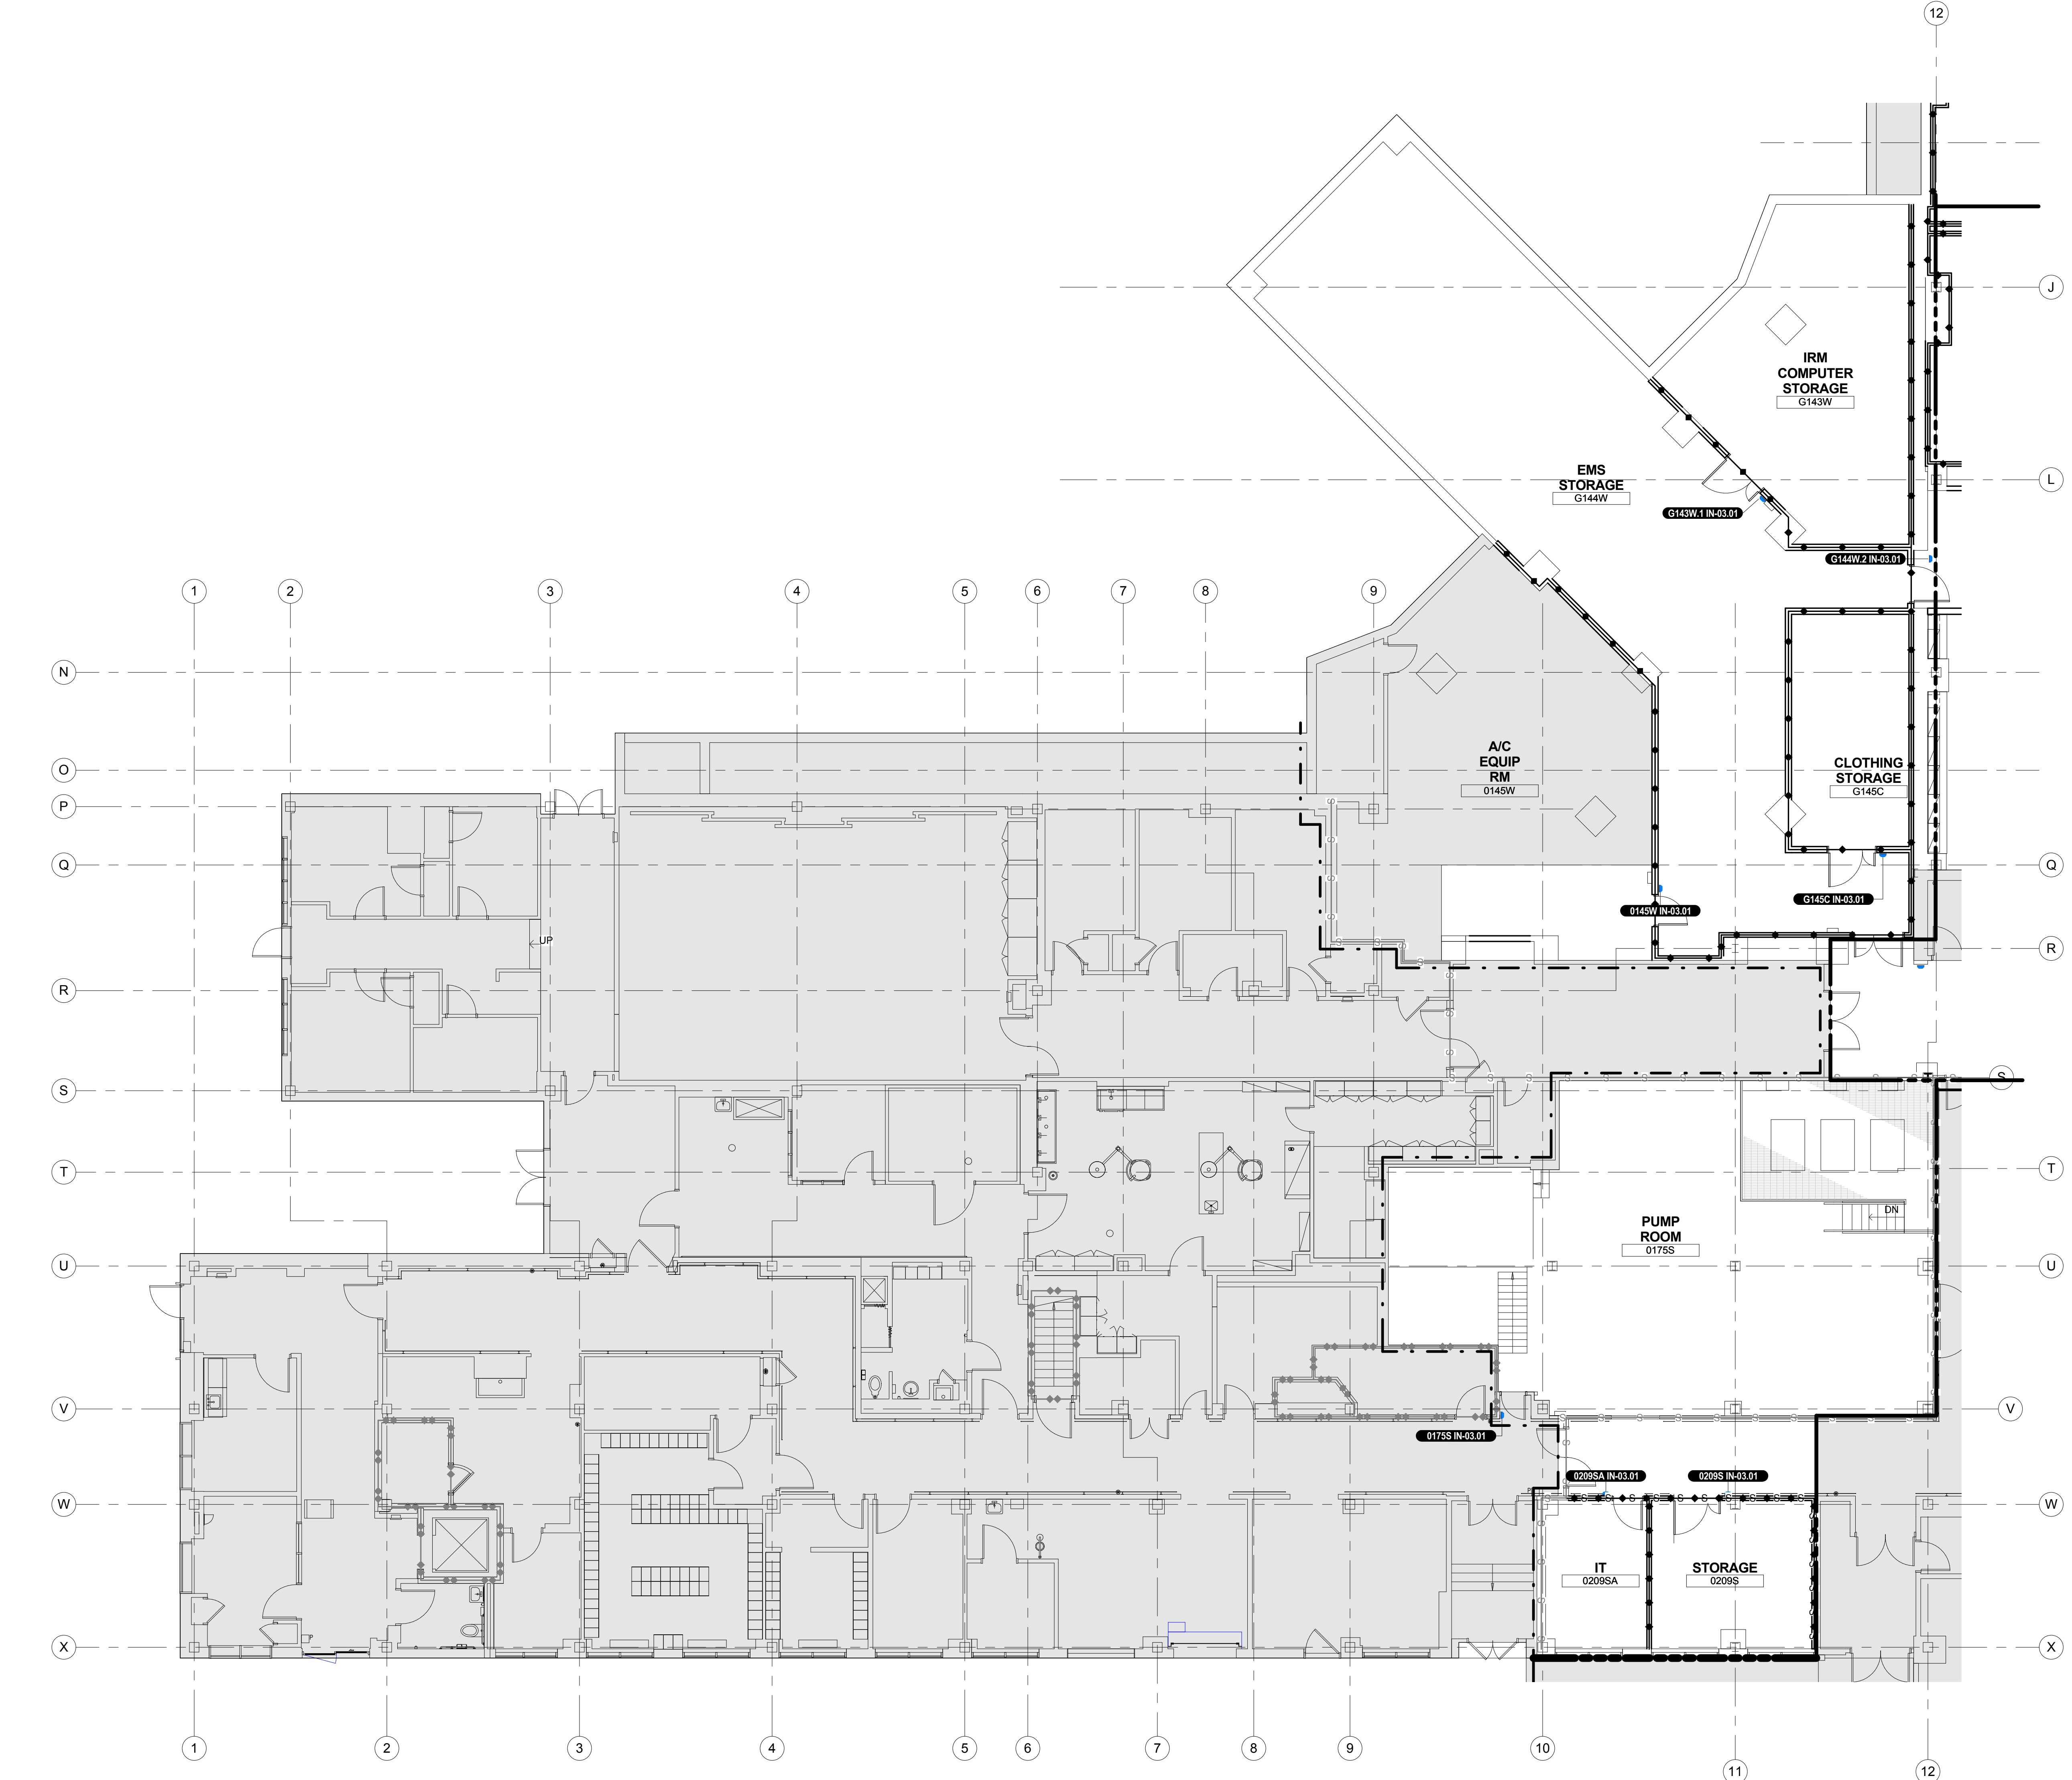 12
J
IRM
COMPUTER
STORAGE
G143W
EMS
STORAGE
G144W
L
G143W.1 IN-03.01
G144W.2 IN-03.01
1
2
3
4
5
6
7
8
9
N
A/C
EQUIP
RM
0145W
CLOTHING
STORAGE
G145C
O
P
S
S
S
S
Q
Q
G145C IN-03.01
0145W IN-03.01
UP
R
R
S
S
T
T
DN
PUMP
ROOM
0175S
U
U
V
V
0175S IN-03.01
0209SA IN-03.01
0209S IN-03.01
W
W
IT
0209SA
STORAGE
0209S
X
X
1
2
3
4
5
6
7
8
9
10
11
12